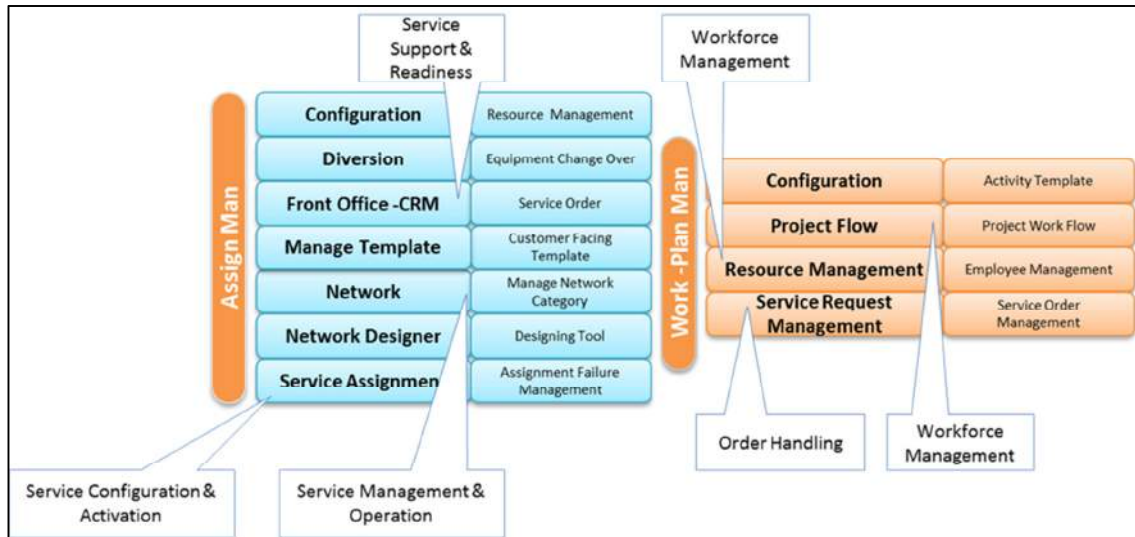 Service
Support &
Readiness
Workforce
Management
Assign Man
Configuration
Resource Management
Diversion
Equipment Change Over
Front Office -CRM
Service Order
Manage Template
Customer Facing
Template
Network
Manage Network
Category
Network Designer
Designing Tool
Service Assignmen
Assignment Failure
Management
Work -Plan Man
Configuration
Activity Template
Project Flow
Project Work Flow
Resource Management
Employee Management
Service Request
Management
Service Order
Management
Service Configuration &
Activation
Service Management &
Operation
Order Handling
Workforce
Management